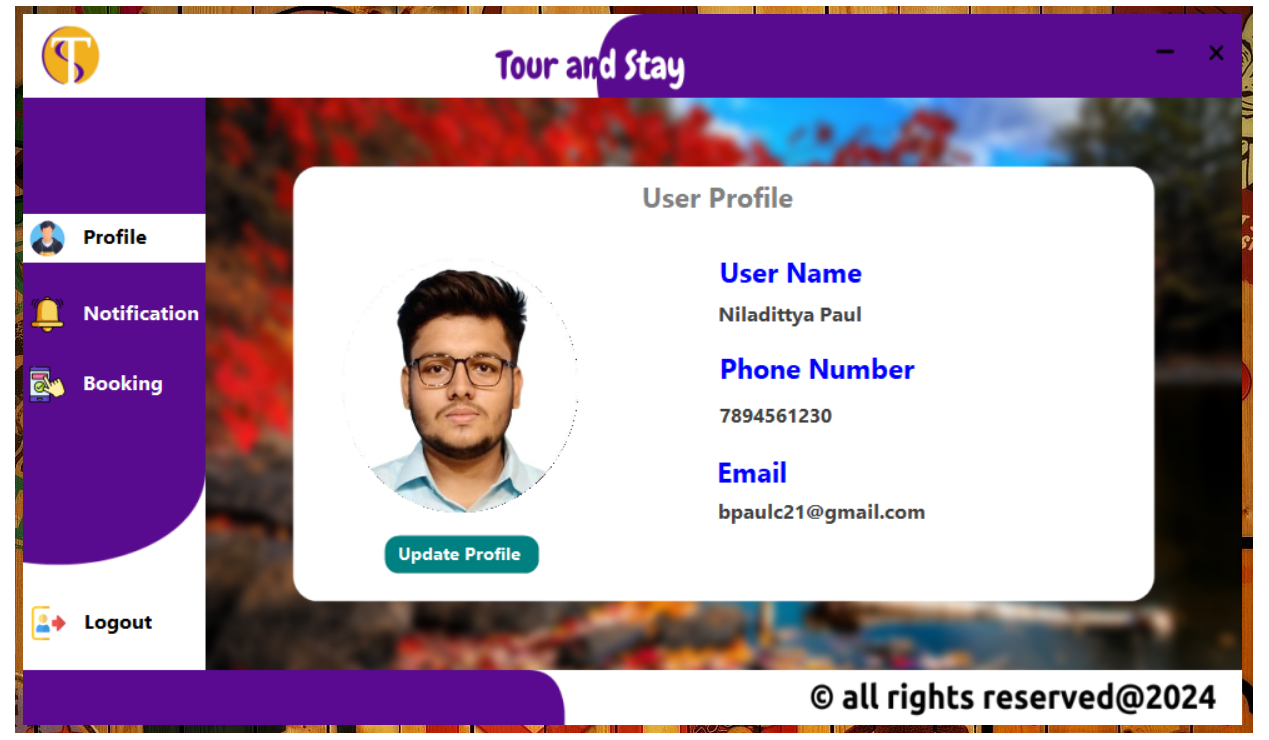 TS
Tour and Stay
Profile
Notification
Booking
Logout
User Profile
User Name
Niladittya Paul
Phone Number
7894561230
Email
bpaulc21@gmail.com
Update Profile
© all rights reserved@2024